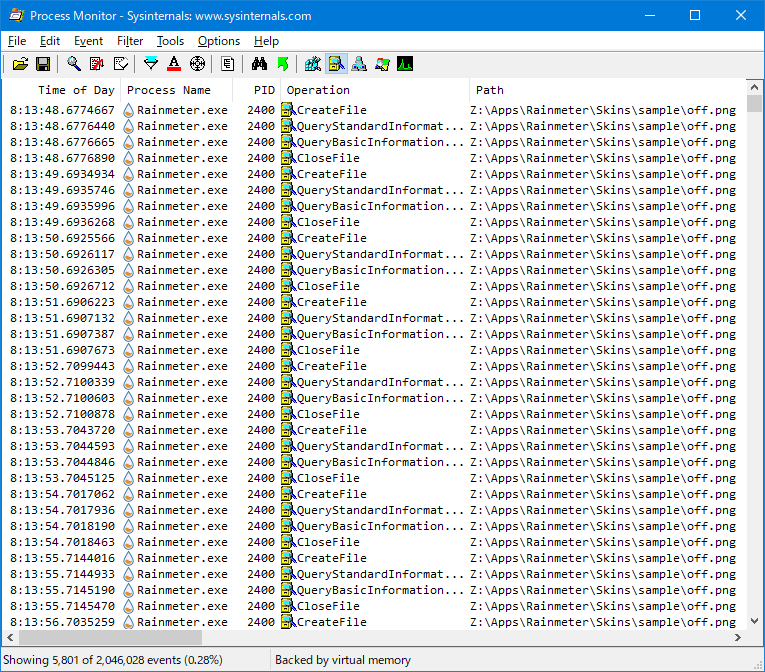 Process Monitor - Sysinternals: www.sysinternals.com
File Edit Event Filter Tools Options Help
Time of Day Process Name PID Operation Path
8:13:48.6774667 Rainmeter.exe 2400 CreateFile Z:\Apps\Rainmeter\Skins\sample\off.png
8:13:48.6776440 Rainmeter.exe 2400 QueryStandardInformat... Z:\Apps\Rainmeter\Skins\sample\off.png
8:13:48.6776665 Rainmeter.exe 2400 QueryBasicInformation... Z:\Apps\Rainmeter\Skins\sample\off.png
8:13:48.6776890 Rainmeter.exe 2400 CloseFile Z:\Apps\Rainmeter\Skins\sample\off.png
8:13:49.6934934 Rainmeter.exe 2400 CreateFile Z:\Apps\Rainmeter\Skins\sample\off.png
8:13:49.6935746 Rainmeter.exe 2400 QueryStandardInformat... Z:\Apps\Rainmeter\Skins\sample\off.png
8:13:49.6935996 Rainmeter.exe 2400 QueryBasicInformation... Z:\Apps\Rainmeter\Skins\sample\off.png
8:13:49.6936268 Rainmeter.exe 2400 CloseFile Z:\Apps\Rainmeter\Skins\sample\off.png
8:13:50.6925566 Rainmeter.exe 2400 CreateFile Z:\Apps\Rainmeter\Skins\sample\off.png
8:13:50.6926117 Rainmeter.exe 2400 QueryStandardInformat... Z:\Apps\Rainmeter\Skins\sample\off.png
8:13:50.6926305 Rainmeter.exe 2400 QueryBasicInformation... Z:\Apps\Rainmeter\Skins\sample\off.png
8:13:50.6926712 Rainmeter.exe 2400 CloseFile Z:\Apps\Rainmeter\Skins\sample\off.png
8:13:51.6906223 Rainmeter.exe 2400 CreateFile Z:\Apps\Rainmeter\Skins\sample\off.png
8:13:51.6907132 Rainmeter.exe 2400 QueryStandardInformat... Z:\Apps\Rainmeter\Skins\sample\off.png
8:13:51.6907387 Rainmeter.exe 2400 QueryBasicInformation... Z:\Apps\Rainmeter\Skins\sample\off.png
8:13:51.6907673 Rainmeter.exe 2400 CloseFile Z:\Apps\Rainmeter\Skins\sample\off.png
8:13:52.7099443 Rainmeter.exe 2400 CreateFile Z:\Apps\Rainmeter\Skins\sample\off.png
8:13:52.7100339 Rainmeter.exe 2400 QueryStandardInformat... Z:\Apps\Rainmeter\Skins\sample\off.png
8:13:52.7100603 Rainmeter.exe 2400 QueryBasicInformation... Z:\Apps\Rainmeter\Skins\sample\off.png
8:13:52.7100878 Rainmeter.exe 2400 CloseFile Z:\Apps\Rainmeter\Skins\sample\off.png
8:13:53.7043720 Rainmeter.exe 2400 CreateFile Z:\Apps\Rainmeter\Skins\sample\off.png
8:13:53.7044593 Rainmeter.exe 2400 QueryStandardInformat... Z:\Apps\Rainmeter\Skins\sample\off.png
8:13:53.7044846 Rainmeter.exe 2400 QueryBasicInformation... Z:\Apps\Rainmeter\Skins\sample\off.png
8:13:53.7045125 Rainmeter.exe 2400 CloseFile Z:\Apps\Rainmeter\Skins\sample\off.png
8:13:54.7017062 Rainmeter.exe 2400 CreateFile Z:\Apps\Rainmeter\Skins\sample\off.png
8:13:54.7017936 Rainmeter.exe 2400 QueryStandardInformat... Z:\Apps\Rainmeter\Skins\sample\off.png
8:13:54.7018190 Rainmeter.exe 2400 QueryBasicInformation... Z:\Apps\Rainmeter\Skins\sample\off.png
8:13:54.7018463 Rainmeter.exe 2400 CloseFile Z:\Apps\Rainmeter\Skins\sample\off.png
8:13:55.7144016 Rainmeter.exe 2400 CreateFile Z:\Apps\Rainmeter\Skins\sample\off.png
8:13:55.7144933 Rainmeter.exe 2400 QueryStandardInformat... Z:\Apps\Rainmeter\Skins\sample\off.png
8:13:55.7145190 Rainmeter.exe 2400 QueryBasicInformation... Z:\Apps\Rainmeter\Skins\sample\off.png
8:13:55.7145470 Rainmeter.exe 2400 CloseFile Z:\Apps\Rainmeter\Skins\sample\off.png
8:13:56.7035259 Rainmeter.exe 2400 CreateFile Z:\Apps\Rainmeter\Skins\sample\off.png
Showing 5,801 of 2,046,028 events (0.28%) Backed by virtual memory